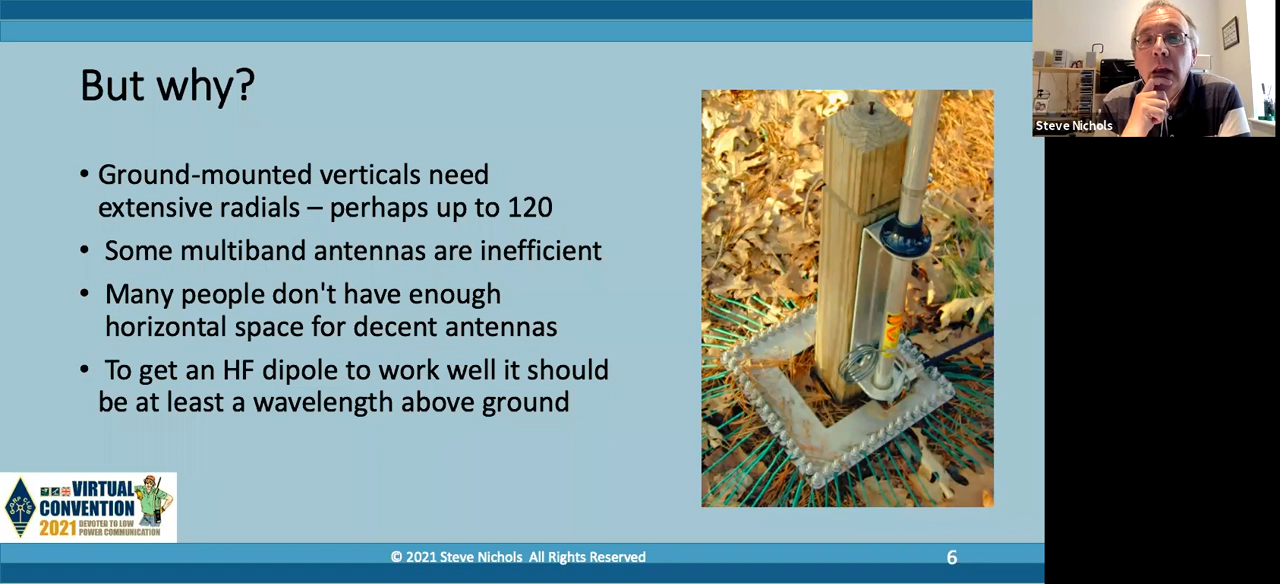 But why?
• Ground-mounted verticals need
extensive radials – perhaps up to 120
• Some multiband antennas are inefficient
• Many people don't have enough
horizontal space for decent antennas
• To get an HF dipole to work well it should
be at least a wavelength above ground
Steve Nichols
VIRTUAL
CONVENTION
2021 DEVOTED TO LOW
POWER COMMUNICATION
© 2021 Steve Nichols All Rights Reserved
6